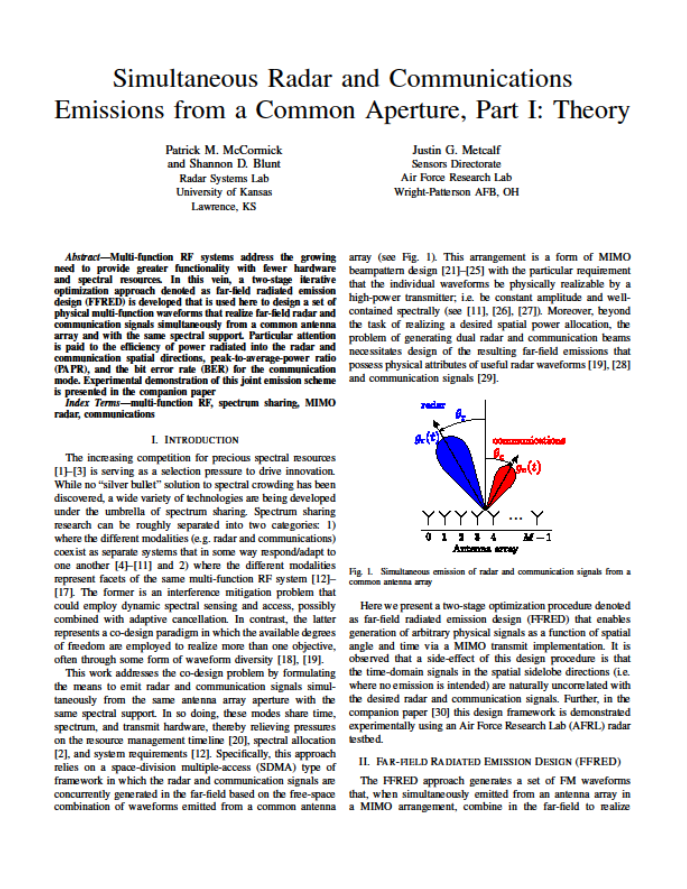 Simultaneous Radar and Communications
Emissions from a Common Aperture, Part I: Theory
Patrick M. McCormick
and Shannon D. Blunt
Radar Systems Lab
University of Kansas
Lawrence, KS
Justin G. Metcalf
Sensors Directorate
Air Force Research Lab
Wright-Patterson AFB, OH
Abstract—Multi-function RF systems address the growing
need to provide greater functionality with fewer hardware
and spectral resources. In this vein, a two-stage iterative
optimization approach denoted as far-field radiated emission
design (FFRED) is developed that is used here to design a set of
physical multi-function waveforms that realize far-field radar and
communication signals simultaneously from a common antenna
array and with the same spectral support. Particular attention
is paid to the efficiency of power radiated into the radar and
communication spatial directions, peak-to-average-power ratio
(PAPR), and the bit error rate (BER) for the communication
mode. Experimental demonstration of this joint emission scheme
is presented in the companion paper
Index Terms—multi-function RF, spectrum sharing, MIMO
radar, communications
I. INTRODUCTION
The increasing competition for precious spectral resources
[1]–[3] is serving as a selection pressure to drive innovation.
While no “silver bullet” solution to spectral crowding has been
discovered, a wide variety of technologies are being developed
under the umbrella of spectrum sharing. Spectrum sharing
research can be roughly separated into two categories: 1)
where the different modalities (e.g. radar and communications)
coexist as separate systems that in some way respond/adapt to
one another [4]–[11] and 2) where the different modalities
represent facets of the same multi-function RF system [12]–
[17]. The former is an interference mitigation problem that
could employ dynamic spectral sensing and access, possibly
combined with adaptive cancellation. In contrast, the latter
represents a co-design paradigm in which the available degrees
of freedom are employed to realize more than one objective,
often through some form of waveform diversity [18], [19].
This work addresses the co-design problem by formulating
the means to emit radar and communication signals simul-
taneously from the same antenna array aperture with the
same spectral support. In so doing, these modes share time,
spectrum, and transmit hardware, thereby relieving pressures
on the resource management timeline [20], spectral allocation
[2], and system requirements [12]. Specifically, this approach
relies on a space-division multiple-access (SDMA) type of
framework in which the radar and communication signals are
concurrently generated in the far-field based on the free-space
combination of waveforms emitted from a common antenna
array (see Fig. 1). This arrangement is a form of MIMO
beampattern design [21]–[25] with the particular requirement
that the individual waveforms be physically realizable by a
high-power transmitter; i.e. be constant amplitude and well-
contained spectrally (see [11], [26], [27]). Moreover, beyond
the task of realizing a desired spatial power allocation, the
problem of generating dual radar and communication beams
necessitates design of the resulting far-field emissions that
possess physical attributes of useful radar waveforms [19], [28]
and communication signals [29].
radar
θr
gr(t)
communications
θc
gc(t)
0 1 2 3 4 ... M − 1
Antenna array
Fig. 1. Simultaneous emission of radar and communication signals from a
common antenna array
Here we present a two-stage optimization procedure denoted
as far-field radiated emission design (FFRED) that enables
generation of arbitrary physical signals as a function of spatial
angle and time via a MIMO transmit implementation. It is
observed that a side-effect of this design procedure is that
the time-domain signals in the spatial sidelobe directions (i.e.
where no emission is intended) are naturally uncorrelated with
the desired radar and communication signals. Further, in the
companion paper [30] this design framework is demonstrated
experimentally using an Air Force Research Lab (AFRL) radar
testbed.
II. FAR-FIELD RADIATED EMISSION DESIGN (FFRED)
The FFRED approach generates a set of FM waveforms
that, when simultaneously emitted from an antenna array in
a MIMO arrangement, combine in the far-field to realize